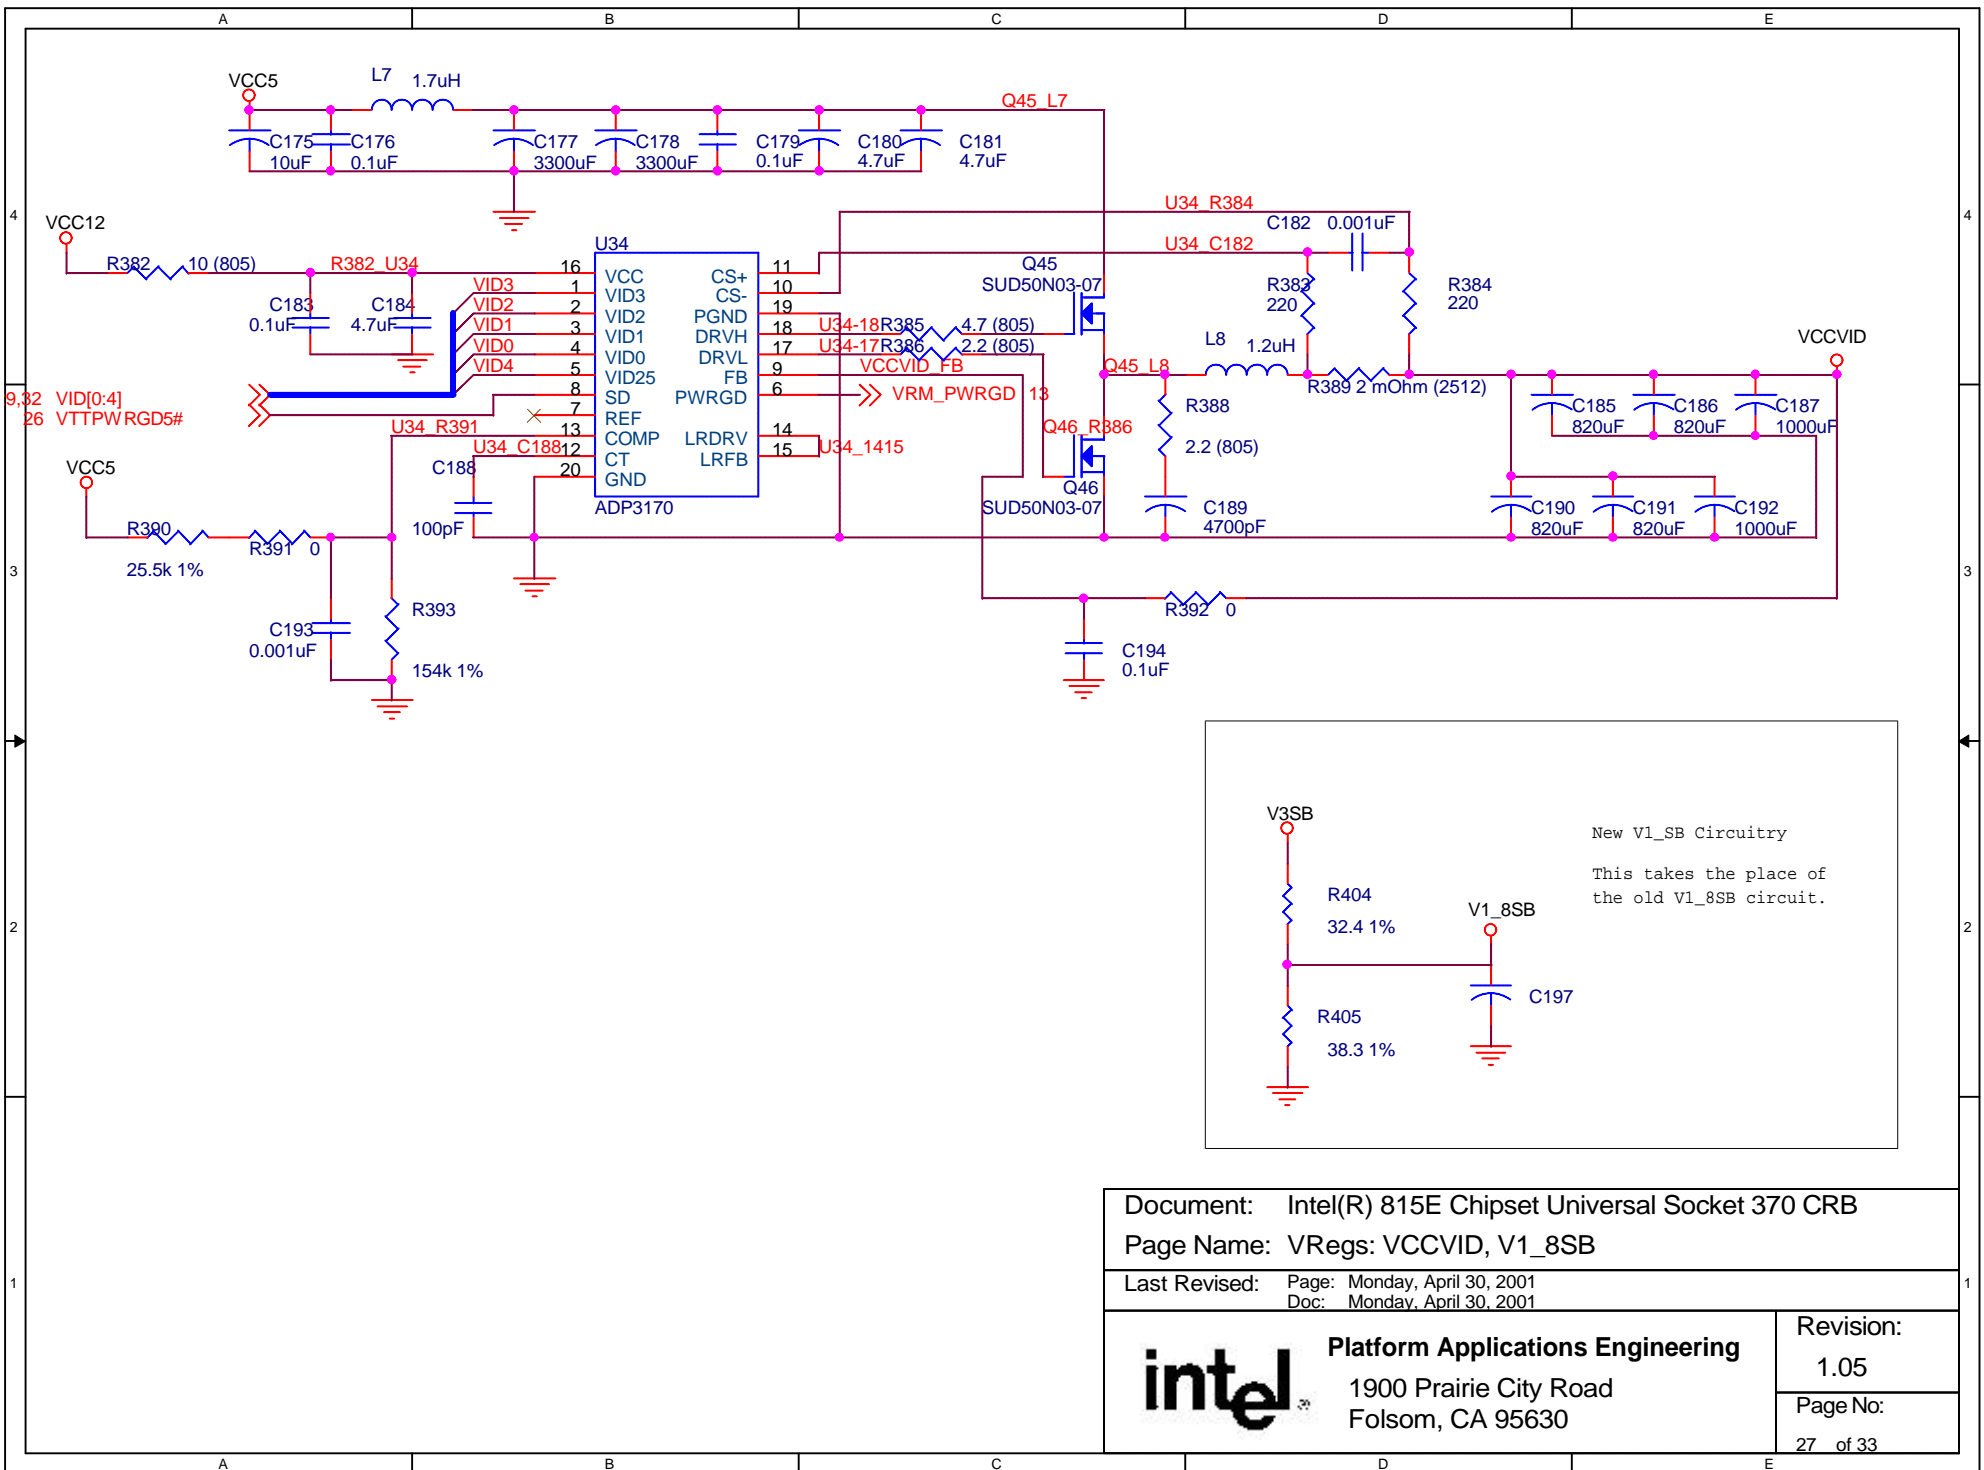 A B C D E
VCC5
L7 1.7uH
Q45_L7
C175
10uF
C176
0.1uF
C177
3300uF
C178
3300uF
C179
0.1uF
C180
4.7uF
C181
4.7uF
4
4
VCC12
R382 10 (805)
R382_U34
C183
0.1uF
C184
4.7uF
VID3
VID2
VID1
VID0
VID4
9,32 VID[0:4]
26 VTTPWRGD5#
U34
16 VCC
1 VID3
2 VID2
3 VID1
4 VID0
5 VID25
8 SD
7 REF
13 COMP
12 CT
20 GND
CS+ 11
CS- 10
PGND 19
DRVH 18
DRVL 17
FB 9
PWRGD 6
LRDRV 14
LRFB 15
ADP3170
U34_R384
U34_C182
C182 0.001uF
Q45
SUD50N03-07
R383
220
R384
220
U34-18 R385 4.7 (805)
U34-17 R386 2.2 (805)
VCCVID_FB
VRM_PWRGD 13
U34_1415
Q45_L8
L8 1.2uH
R389 2 mOhm (2512)
VCCVID
R388
2.2 (805)
Q46_R386
Q46
SUD50N03-07
C189
4700pF
C185
820uF
C186
820uF
C187
1000uF
C190
820uF
C191
820uF
C192
1000uF
U34_R391
U34_C188
C188
100pF
VCC5
R390
25.5k 1%
R391 0
3
3
R393
154k 1%
C193
0.001uF
R392 0
C194
0.1uF
V3SB
New V1_SB Circuitry
This takes the place of
the old V1_8SB circuit.
R404
32.4 1%
V1_8SB
2
2
C197
R405
38.3 1%
Document: Intel(R) 815E Chipset Universal Socket 370 CRB
Page Name: VRegs: VCCVID, V1_8SB
1
1
Last Revised: Page: Monday, April 30, 2001
Doc: Monday, April 30, 2001
intel®
Platform Applications Engineering
1900 Prairie City Road
Folsom, CA 95630
Revision:
1.05
Page No:
27 of 33
A B C D E